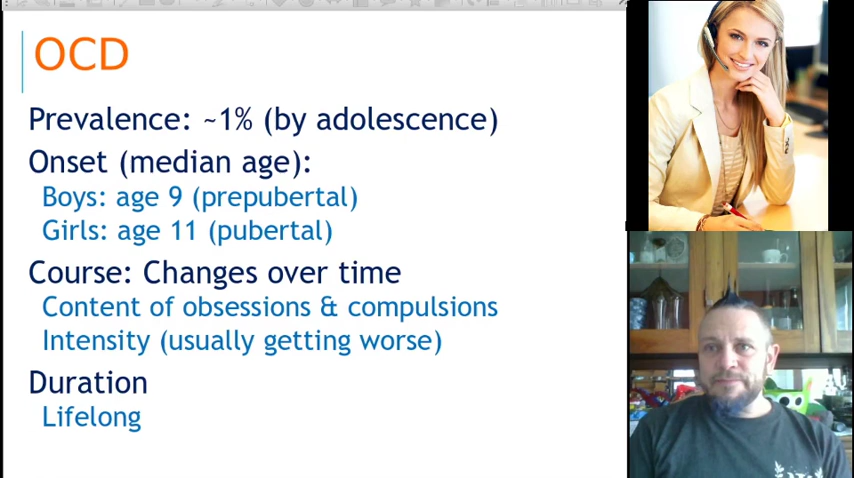 OCD
Prevalence: ~1% (by adolescence)
Onset (median age):
Boys: age 9 (prepubertal)
Girls: age 11 (pubertal)
Course: Changes over time
Content of obsessions & compulsions
Intensity (usually getting worse)
Duration
Lifelong